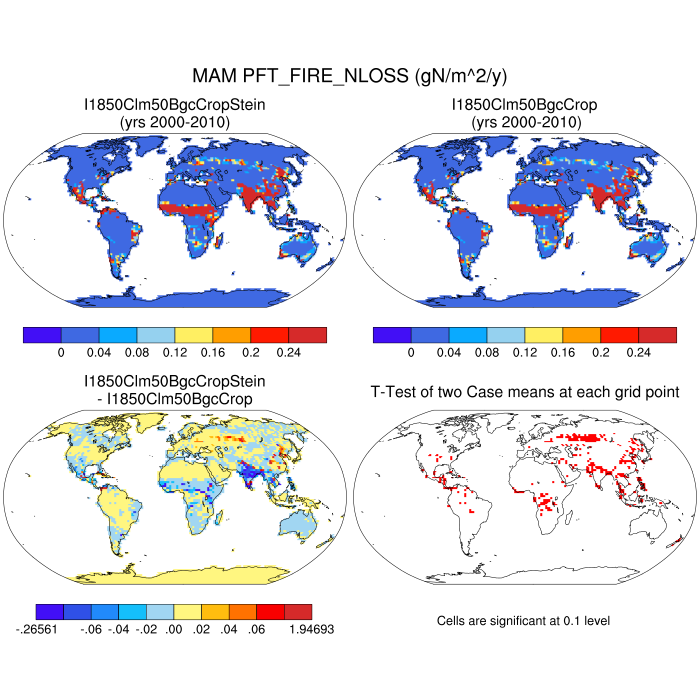 MAM PFT_FIRE_NLOSS (gN/m^2/y)
I1850Clm50BgcCropStein
(yrs 2000-2010)
I1850Clm50BgcCrop
(yrs 2000-2010)
0 0.04 0.08 0.12 0.16 0.2 0.24
0 0.04 0.08 0.12 0.16 0.2 0.24
I1850Clm50BgcCropStein
- I1850Clm50BgcCrop
T-Test of two Case means at each grid point
-.26561 -.06 -.04 -.02 .00 .02 .04 .06 1.94693
Cells are significant at 0.1 level